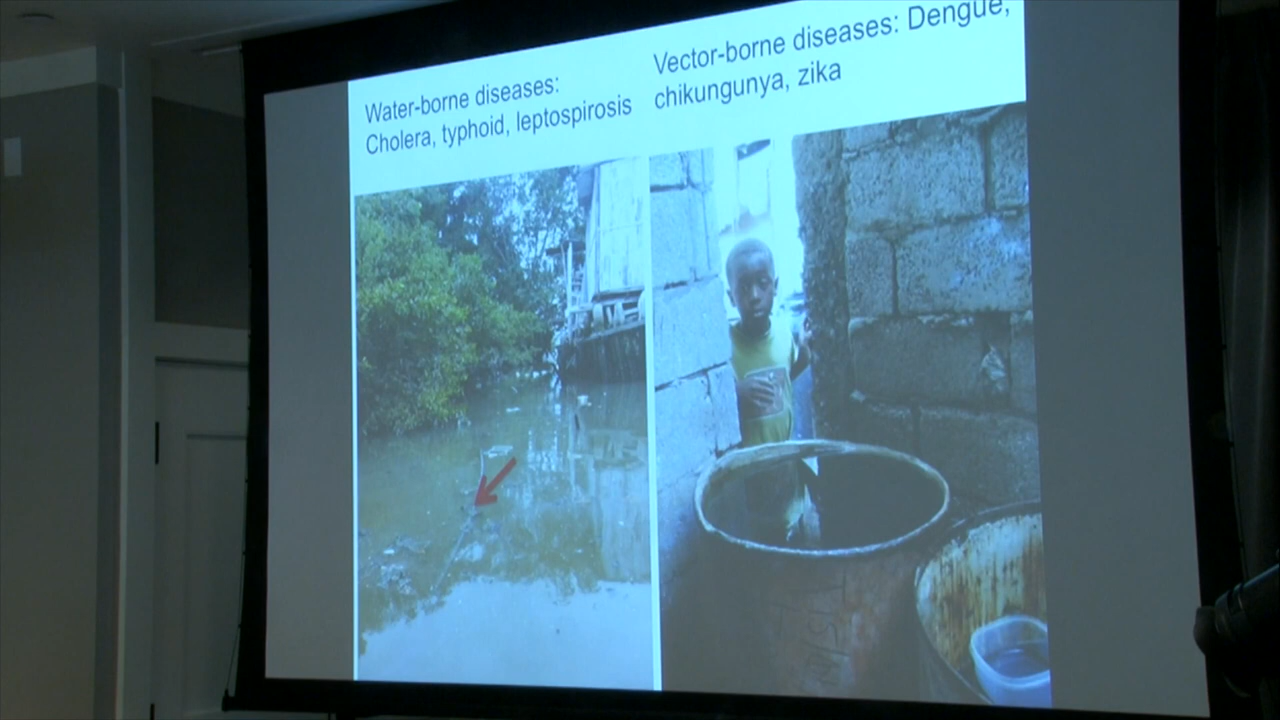 Water-borne diseases:
Cholera, typhoid, leptospirosis
Vector-borne diseases: Dengue,
chikungunya, zika